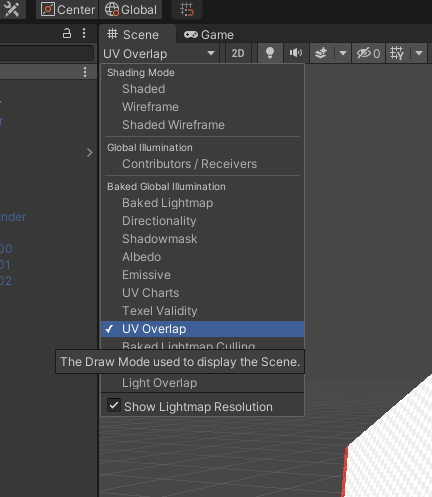 Center Global
Scene Game
UV Overlap 2D 0
Shading Mode
Shaded
Wireframe
Shaded Wireframe
Global Illumination
Contributors / Receivers
Baked Global Illumination
Baked Lightmap
Directionality
Shadowmask
Albedo
Emissive
UV Charts
Texel Validity
UV Overlap
Baked Lightmap Culling
The Draw Mode used to display the Scene.
Light Overlap
Show Lightmap Resolution
ender
00
01
02